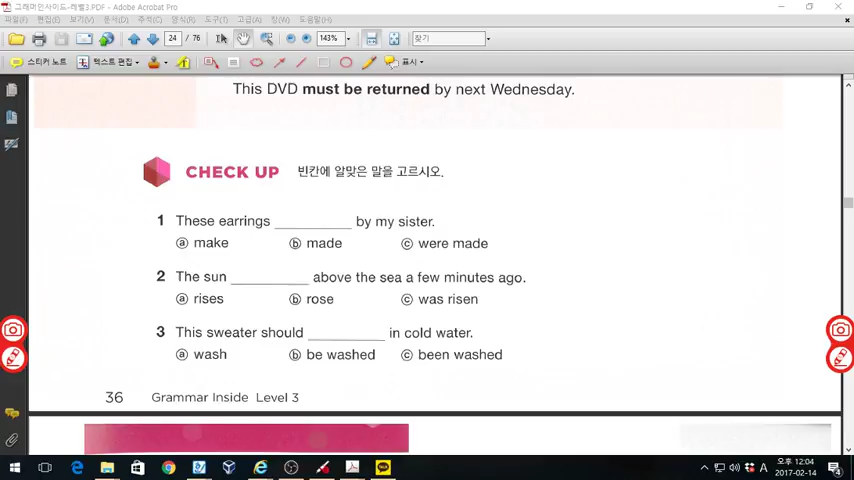 그래머인사이드-레벨3.PDF - Adobe Acrobat Pro
파일(F) 편집(E) 보기(V) 문서(D) 주석(C) 양식(R) 도구(T) 고급(A) 창(W) 도움말(H)
24 / 76 143% 찾기
스티커 노트 텍스트 편집 표시
This DVD must be returned by next Wednesday.
CHECK UP 빈칸에 알맞은 말을 고르시오.
1 These earrings __________ by my sister.
ⓐ make ⓑ made ⓒ were made
2 The sun __________ above the sea a few minutes ago.
ⓐ rises ⓑ rose ⓒ was risen
3 This sweater should __________ in cold water.
ⓐ wash ⓑ be washed ⓒ been washed
36 Grammar Inside Level 3
A 오후 12:04
2017-02-14
4